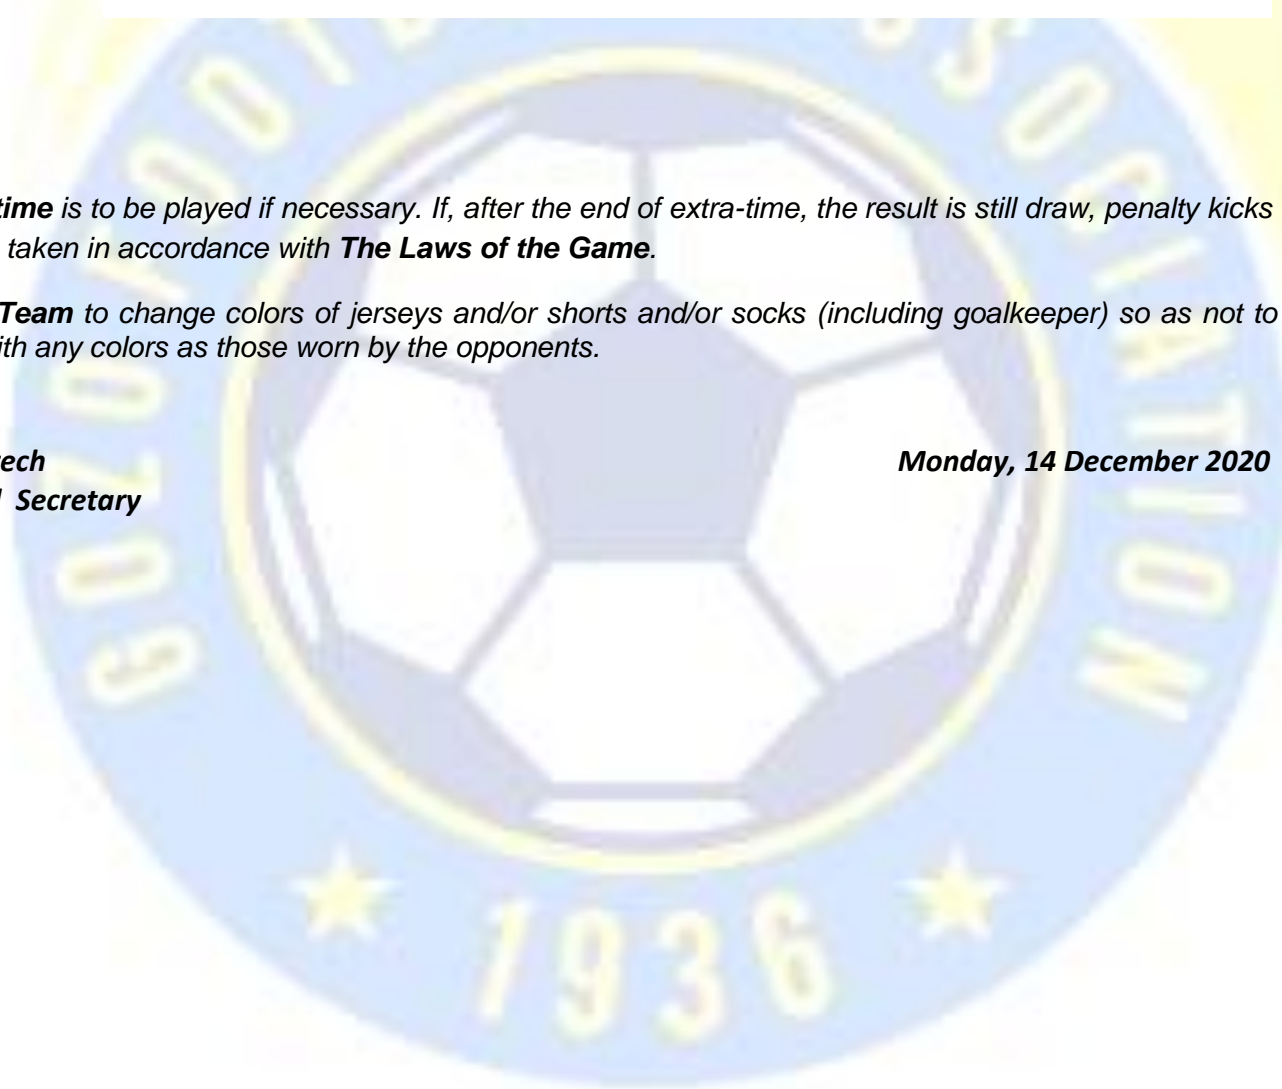 time is to be played if necessary. If, after the end of extra-time, the result is still draw, penalty kicks
taken in accordance with The Laws of the Game.
Team to change colors of jerseys and/or shorts and/or socks (including goalkeeper) so as not to
ith any colors as those worn by the opponents.
ech
Monday, 14 December 2020
Secretary
GOZO FOOTB SSOCIATION
1936